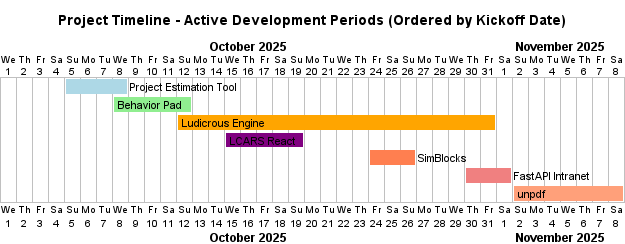 Project Timeline - Active Development Periods (Ordered by Kickoff Date)
October 2025 November 2025
We Th Fr Sa Su Mo Tu We Th Fr Sa Su Mo Tu We Th Fr Sa Su Mo Tu We Th Fr Sa Su Mo Tu We Th Fr Sa Su Mo Tu We Th Fr Sa
1 2 3 4 5 6 7 8 9 10 11 12 13 14 15 16 17 18 19 20 21 22 23 24 25 26 27 28 29 30 31 1 2 3 4 5 6 7 8
Project Estimation Tool
Behavior Pad
Ludicrous Engine
LCARS React
SimBlocks
FastAPI Intranet
unpdf
We Th Fr Sa Su Mo Tu We Th Fr Sa Su Mo Tu We Th Fr Sa Su Mo Tu We Th Fr Sa Su Mo Tu We Th Fr Sa Su Mo Tu We Th Fr Sa
1 2 3 4 5 6 7 8 9 10 11 12 13 14 15 16 17 18 19 20 21 22 23 24 25 26 27 28 29 30 31 1 2 3 4 5 6 7 8
October 2025 November 2025